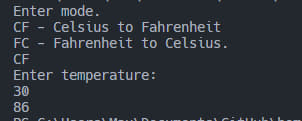 Enter mode.
CF - Celsius to Fahrenheit
FC - Fahrenheit to Celsius.
CF
Enter temperature:
30
86